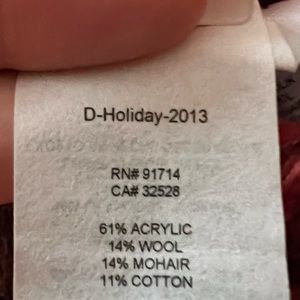 D-Holiday-2013
RN# 91714
CA# 32528
61% ACRYLIC
14% WOOL
14% MOHAIR
11% COTTON